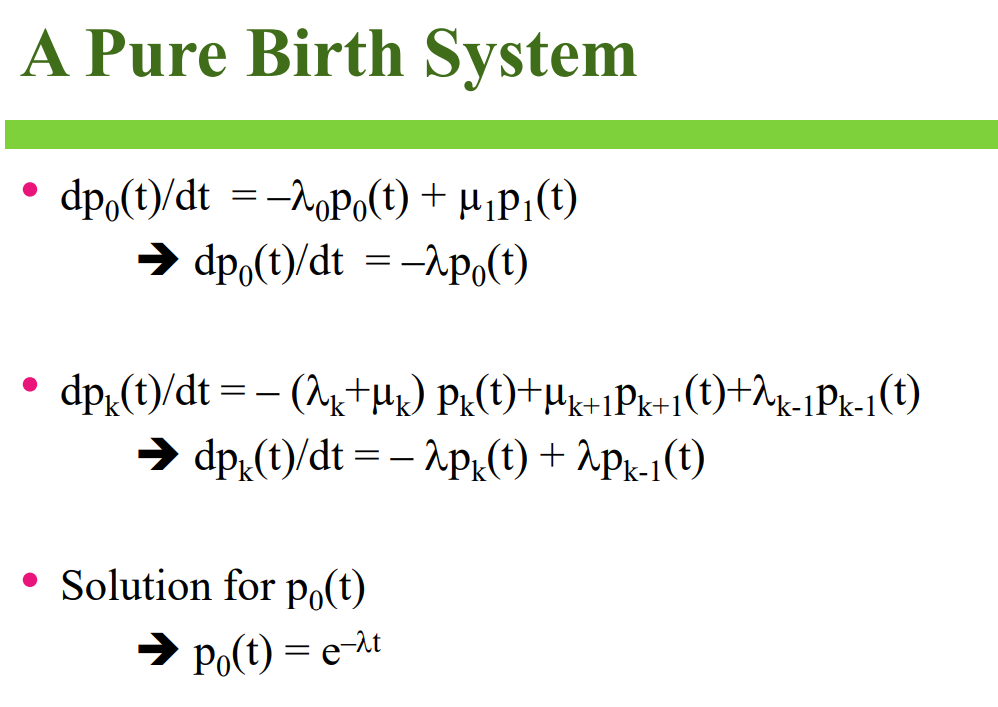 A Pure Birth System
• dp₀(t)/dt = –λ₀p₀(t) + μ₁p₁(t)
➔ dp₀(t)/dt = –λp₀(t)
• dpₖ(t)/dt = – (λₖ+μₖ) pₖ(t)+μₖ₊₁pₖ₊₁(t)+λₖ₋₁pₖ₋₁(t)
➔ dpₖ(t)/dt = – λpₖ(t) + λpₖ₋₁(t)
• Solution for p₀(t)
➔ p₀(t) = e^–λt